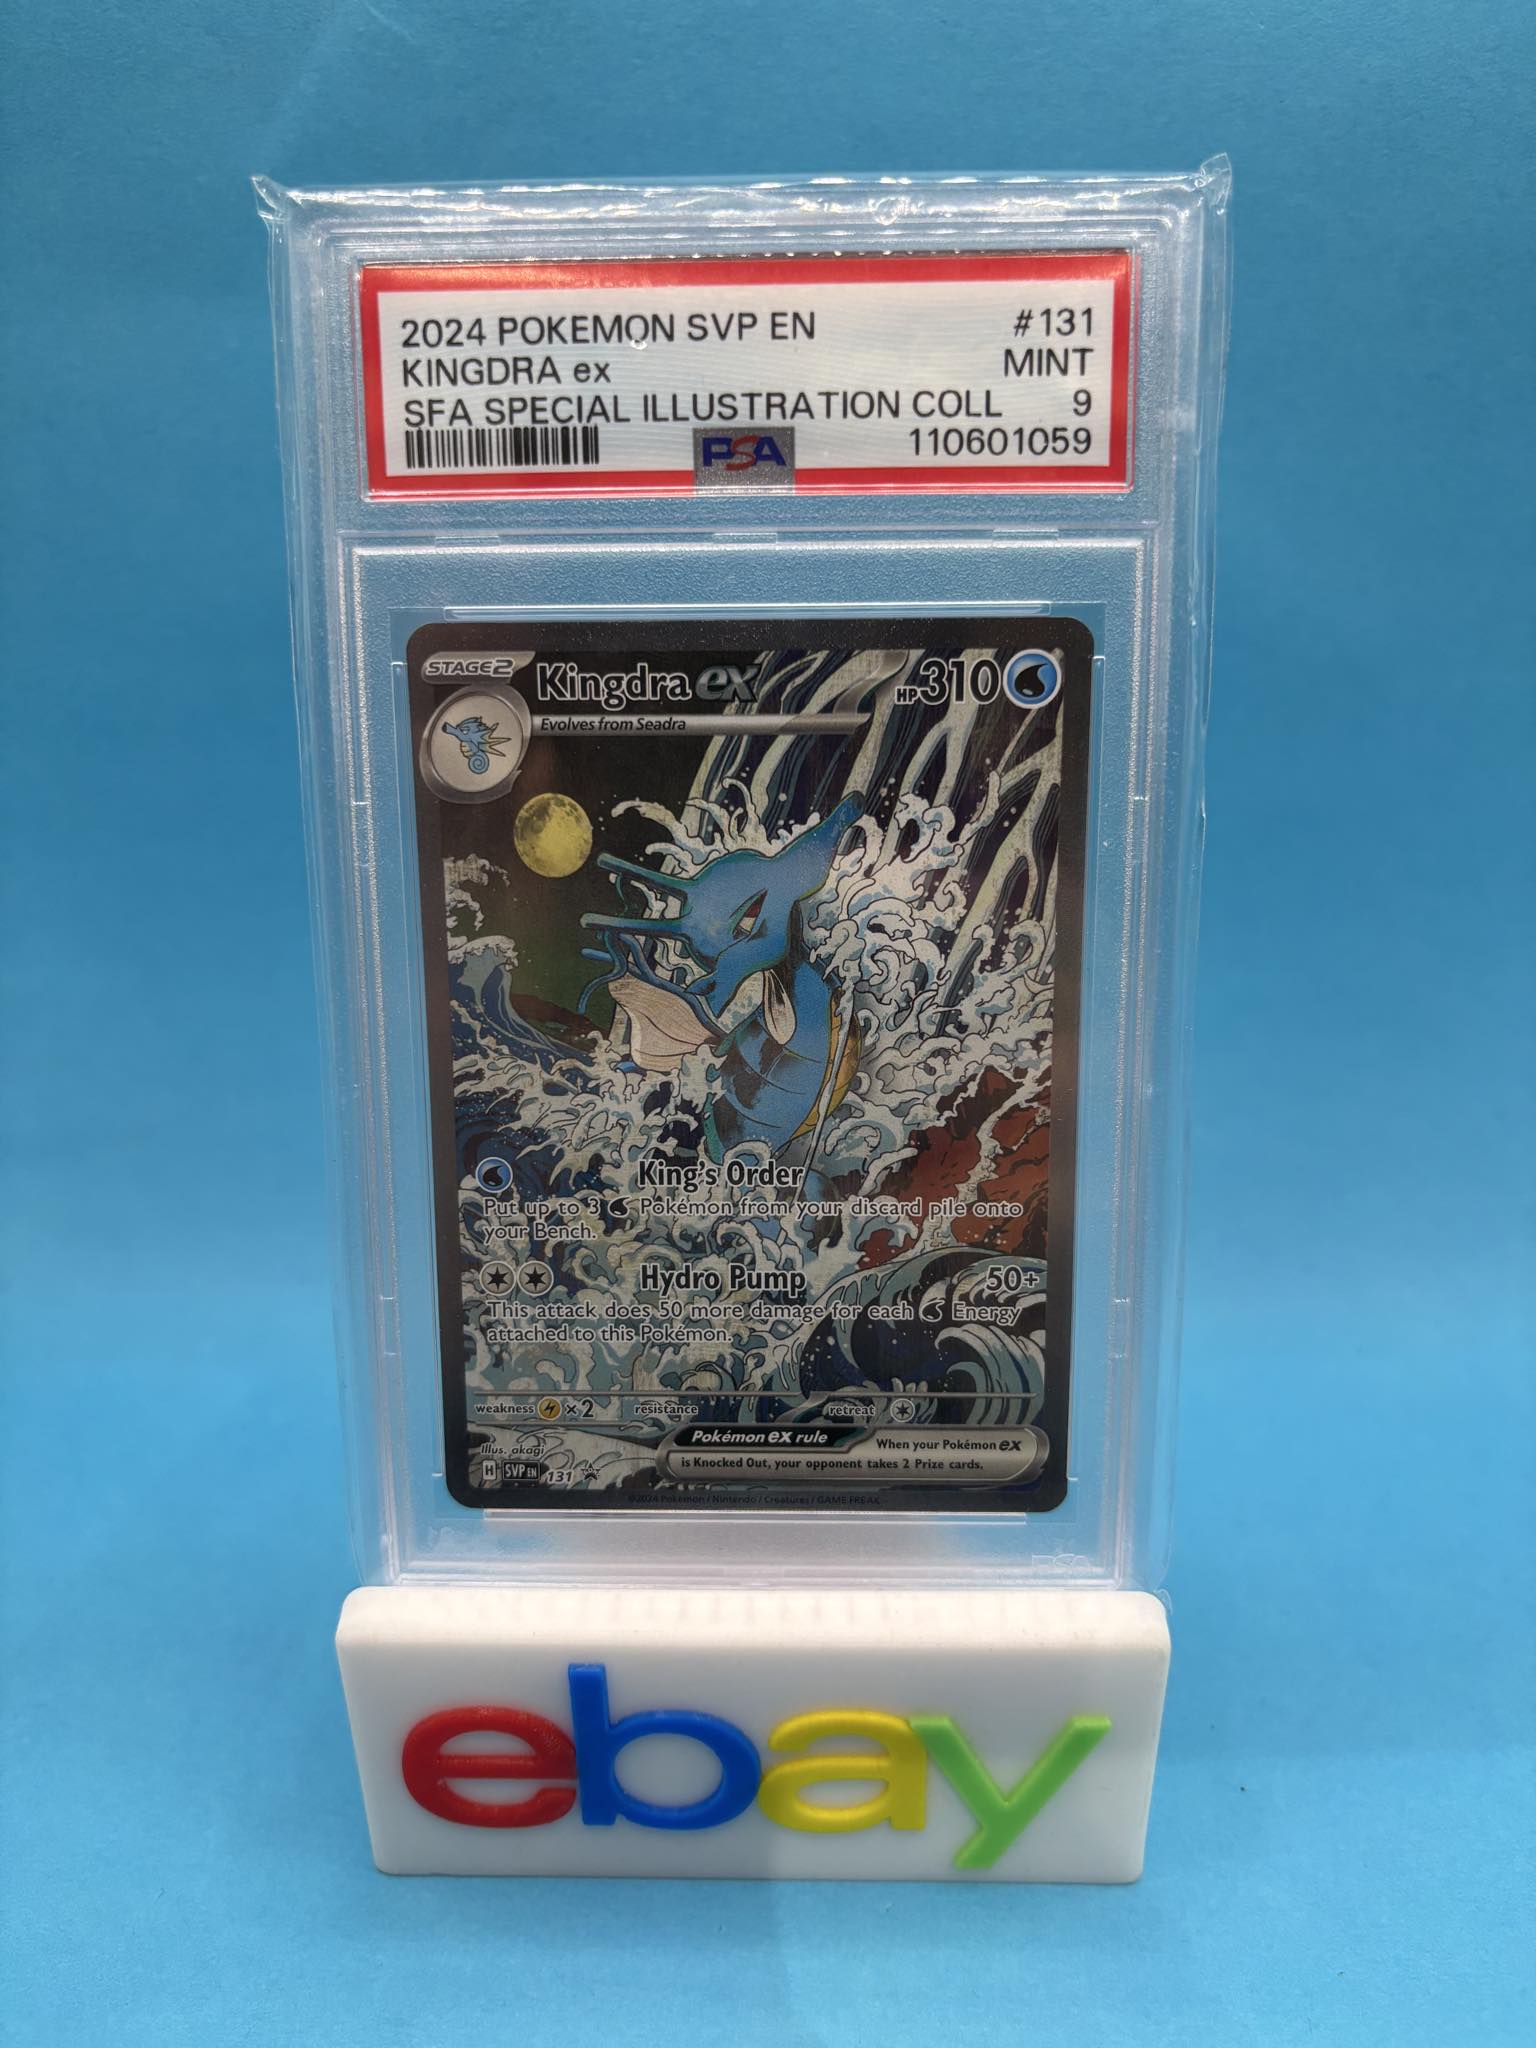 2024 POKEMON SVP EN #131
KINGDRA ex MINT
SFA SPECIAL ILLUSTRATION COLL 9
PSA 110601059
STAGE2 Kingdra ex HP310
Evolves from Seadra
King's Order
Put up to 3 Pokémon from your discard pile onto
your Bench.
Hydro Pump 50+
This attack does 50 more damage for each Energy
attached to this Pokémon.
weakness ×2 resistance retreat
Illus. akagi
Pokémon ex rule When your Pokémon ex
is Knocked Out, your opponent takes 2 Prize cards.
H SVP EN 131
©2024 Pokémon / Nintendo / Creatures / GAME FREAK
PSA
ebay